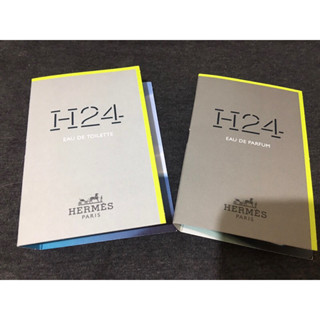 H24
EAU DE TOILETTE
HERMÈS
PARIS
H24
EAU DE PARFUM
HERMÈS
PARIS